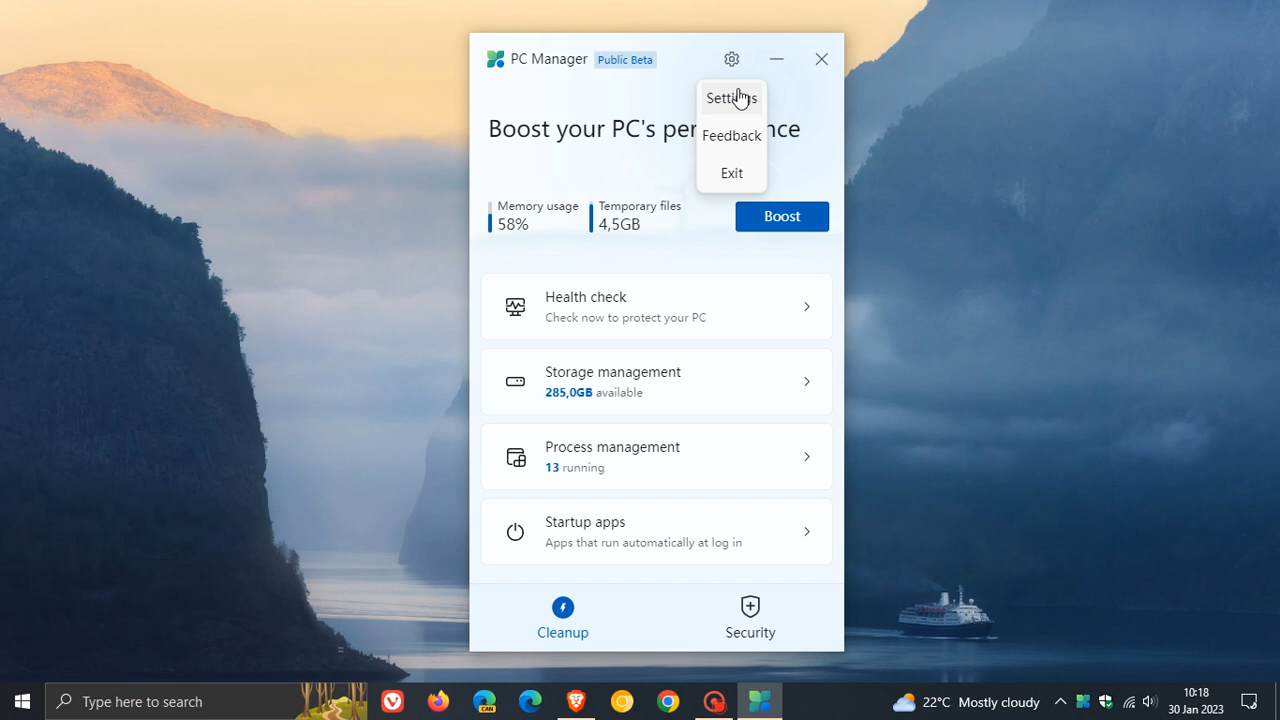 PC Manager Public Beta
Settings
Boost your PC's per nce
Feedback
Exit
Memory usage
58%
Temporary files
4,5GB
Boost
Health check
Check now to protect your PC
Storage management
285,0GB available
Process management
13 running
Startup apps
Apps that run automatically at log in
Cleanup
Security
Type here to search
CAN
22°C Mostly cloudy
10:18
30 Jan 2023